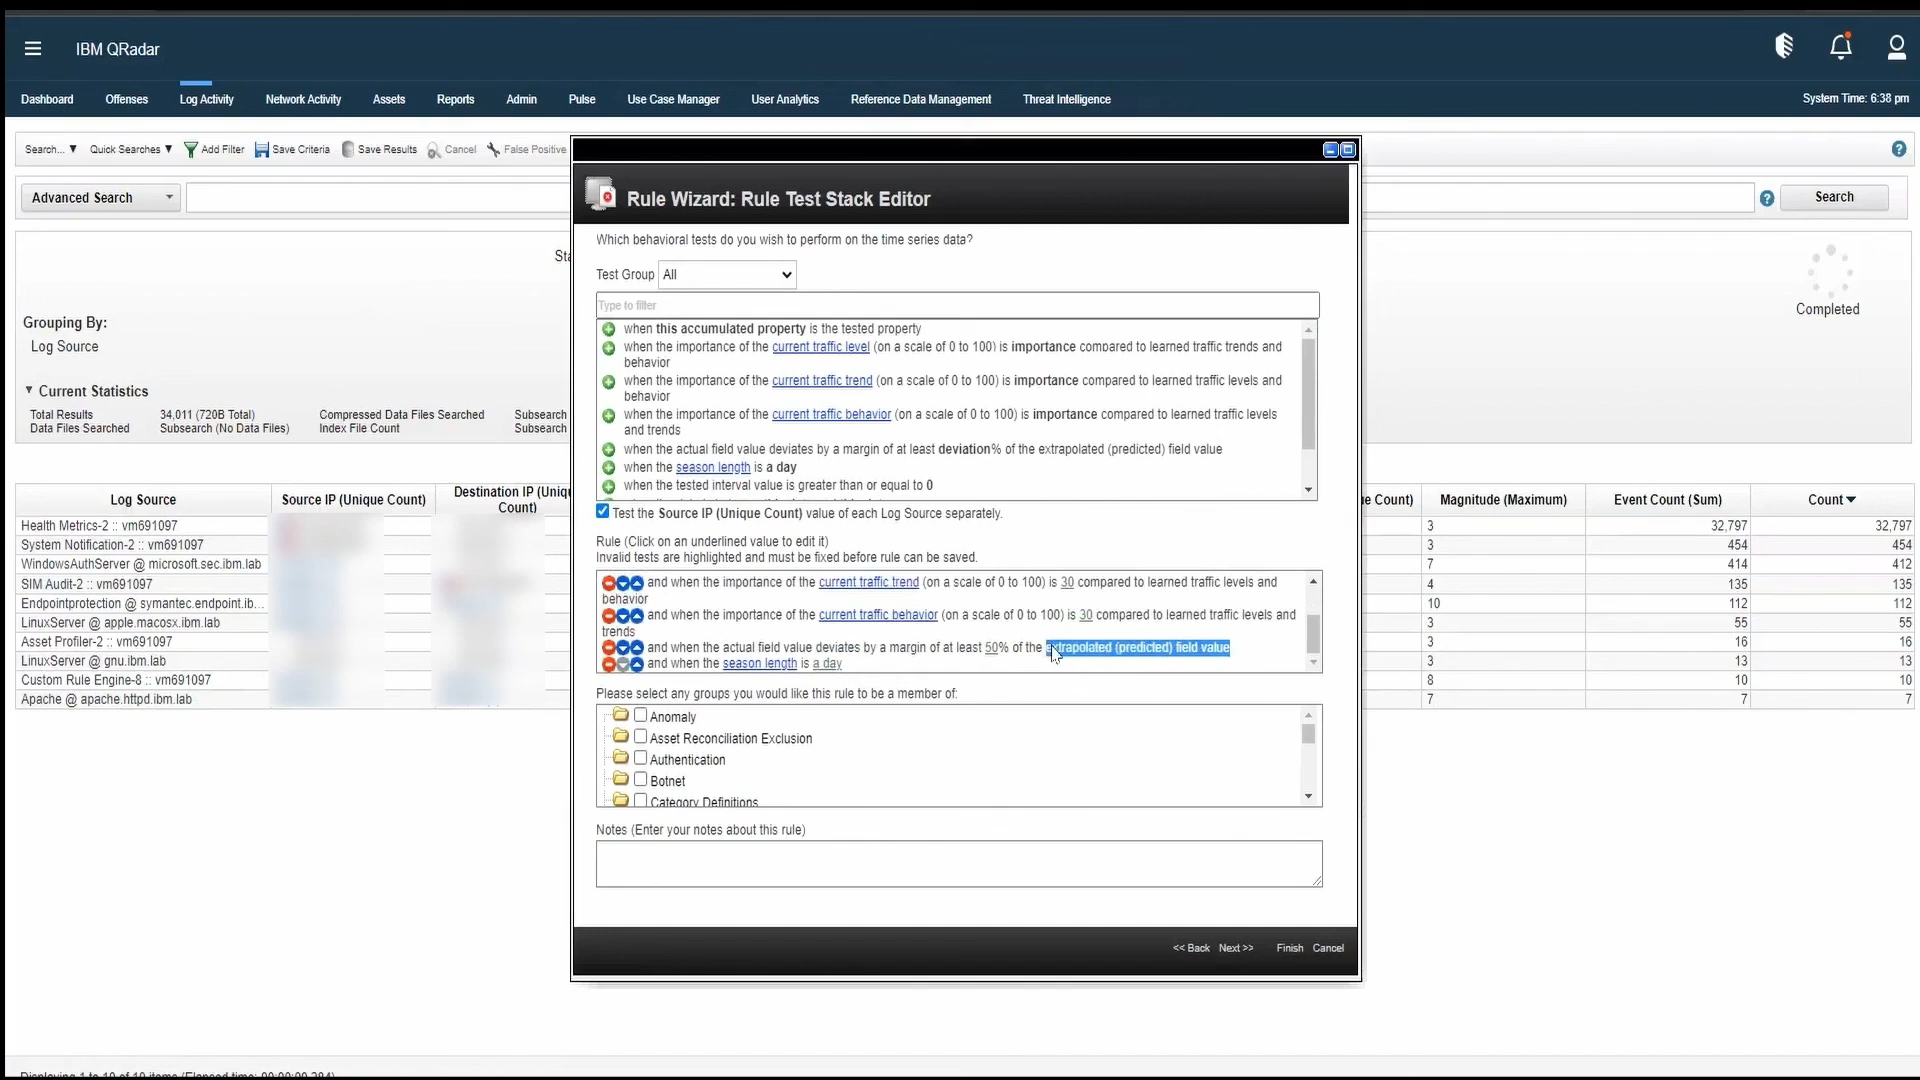 IBM QRadar
Dashboard Offenses Log Activity Network Activity Assets Reports Admin Pulse Use Case Manager User Analytics Reference Data Management Threat Intelligence System Time: 6:38 pm
Search... Quick Searches Add Filter Save Criteria Save Results Cancel False Positive
Advanced Search Search
Grouping By:
Log Source
Completed
Current Statistics
Total Results 34,011 (720B Total) Compressed Data Files Searched Subsearch
Data Files Searched Subsearch (No Data Files) Index File Count Subsearch
Log Source Source IP (Unique Count) Destination IP Count) Magnitude (Maximum) Event Count (Sum) Count
Count)
Health Metrics-2 :: vm691097 3 32,797 32,797
System Notification-2 :: vm691097 3 454 454
WindowsAuthServer @ microsoft.sec.ibm.lab 7 414 412
SIM Audit-2 :: vm691097 4 135 135
Endpointprotection @ symantec.endpoint.ib... 10 112 112
LinuxServer @ apple.macosx.ibm.lab 3 55 55
Asset Profiler-2 :: vm691097 3 16 16
LinuxServer @ gnu.ibm.lab 3 13 13
Custom Rule Engine-8 :: vm691097 8 10 10
Apache @ apache.httpd.ibm.lab 7 7 7
Rule Wizard: Rule Test Stack Editor
Which behavioral tests do you wish to perform on the time series data?
Test Group All
Type to filter
when this accumulated property is the tested property
when the importance of the current traffic level (on a scale of 0 to 100) is importance compared to learned traffic trends and
behavior
when the importance of the current traffic trend (on a scale of 0 to 100) is importance compared to learned traffic levels and
behavior
when the importance of the current traffic behavior (on a scale of 0 to 100) is importance compared to learned traffic levels
and trends
when the actual field value deviates by a margin of at least deviation% of the extrapolated (predicted) field value
when the season length is a day
when the tested interval value is greater than or equal to 0
Test the Source IP (Unique Count) value of each Log Source separately.
Rule (Click on an underlined value to edit it)
Invalid tests are highlighted and must be fixed before rule can be saved.
and when the importance of the current traffic trend (on a scale of 0 to 100) is 30 compared to learned traffic levels and
behavior
and when the importance of the current traffic behavior (on a scale of 0 to 100) is 30 compared to learned traffic levels and
trends
and when the actual field value deviates by a margin of at least 50% of the extrapolated (predicted) field value
and when the season length is a day
Please select any groups you would like this rule to be a member of:
Anomaly
Asset Reconciliation Exclusion
Authentication
Botnet
Category Definitions
Notes (Enter your notes about this rule)
<< Back Next >> Finish Cancel